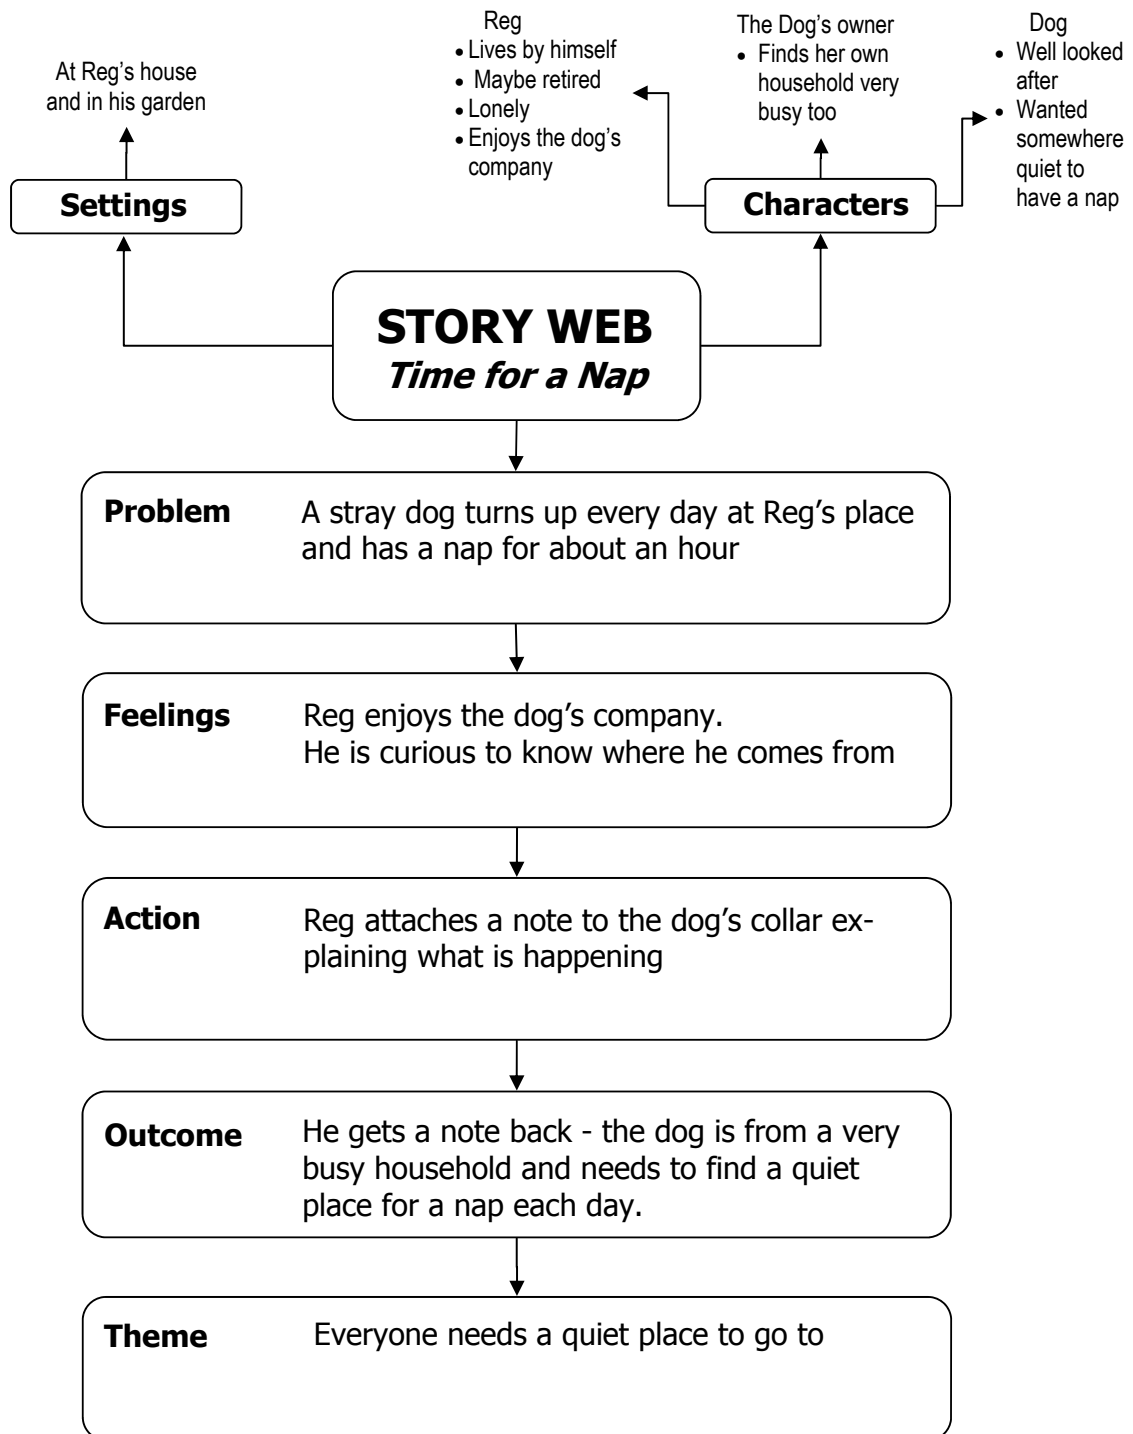 At Reg's house
and in his garden
Settings
Reg
• Lives by himself
• Maybe retired
• Lonely
• Enjoys the dog's
company
The Dog's owner
• Finds her own
household very
busy too
Dog
• Well looked
after
• Wanted
somewhere
quiet to
have a nap
Characters
STORY WEB
Time for a Nap
Problem
A stray dog turns up every day at Reg's place
and has a nap for about an hour
Feelings
Reg enjoys the dog's company.
He is curious to know where he comes from
Action
Reg attaches a note to the dog's collar ex-
plaining what is happening
Outcome
He gets a note back - the dog is from a very
busy household and needs to find a quiet
place for a nap each day.
Theme
Everyone needs a quiet place to go to